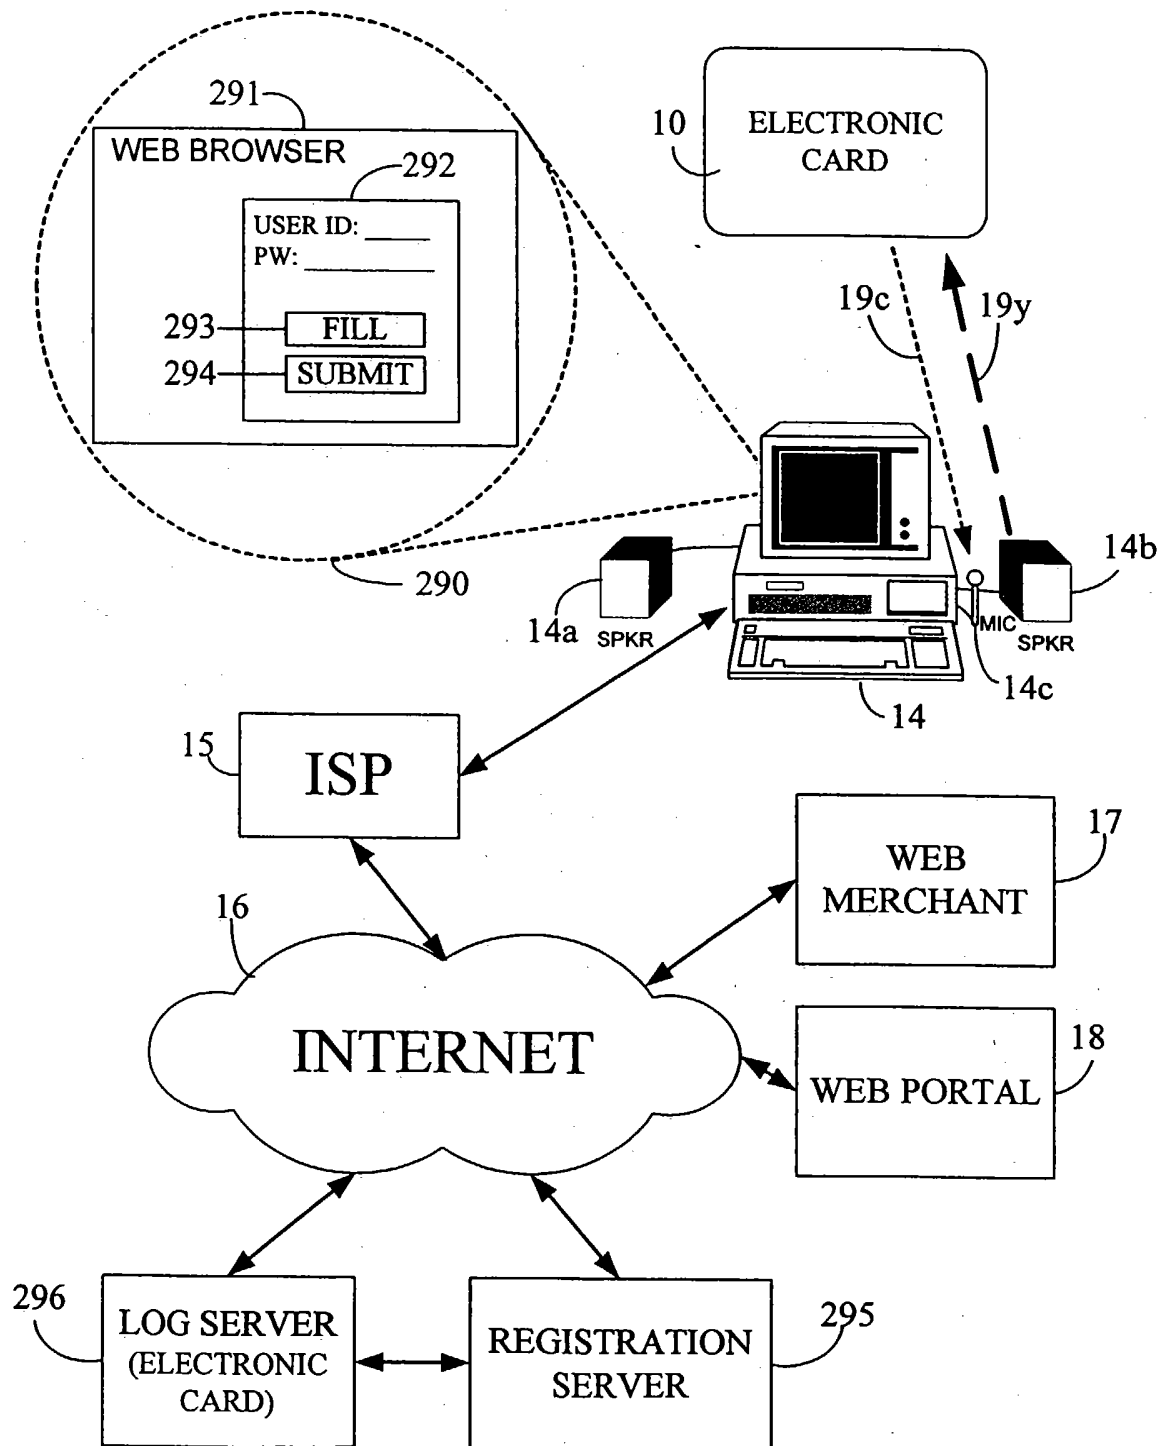 291
WEB BROWSER
292
USER ID:
PW:
293
FILL
294
SUBMIT
290
10
ELECTRONIC
CARD
19c
19y
14a
SPKR
14b
MIC
SPKR
14c
14
15
ISP
17
WEB
MERCHANT
16
INTERNET
18
WEB PORTAL
296
LOG SERVER
(ELECTRONIC
CARD)
295
REGISTRATION
SERVER